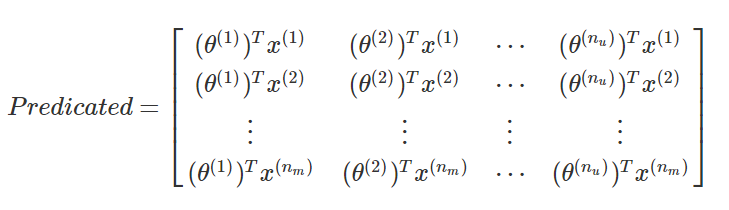 (θ^{(1)})^T x^{(1)} (θ^{(2)})^T x^{(1)} ⋯ (θ^{(n_u)})^T x^{(1)}
(θ^{(1)})^T x^{(2)} (θ^{(2)})^T x^{(2)} ⋯ (θ^{(n_u)})^T x^{(2)}
Predicated = ⋮ ⋮ ⋮ ⋮
(θ^{(1)})^T x^{(n_m)} (θ^{(2)})^T x^{(n_m)} ⋯ (θ^{(n_u)})^T x^{(n_m)}